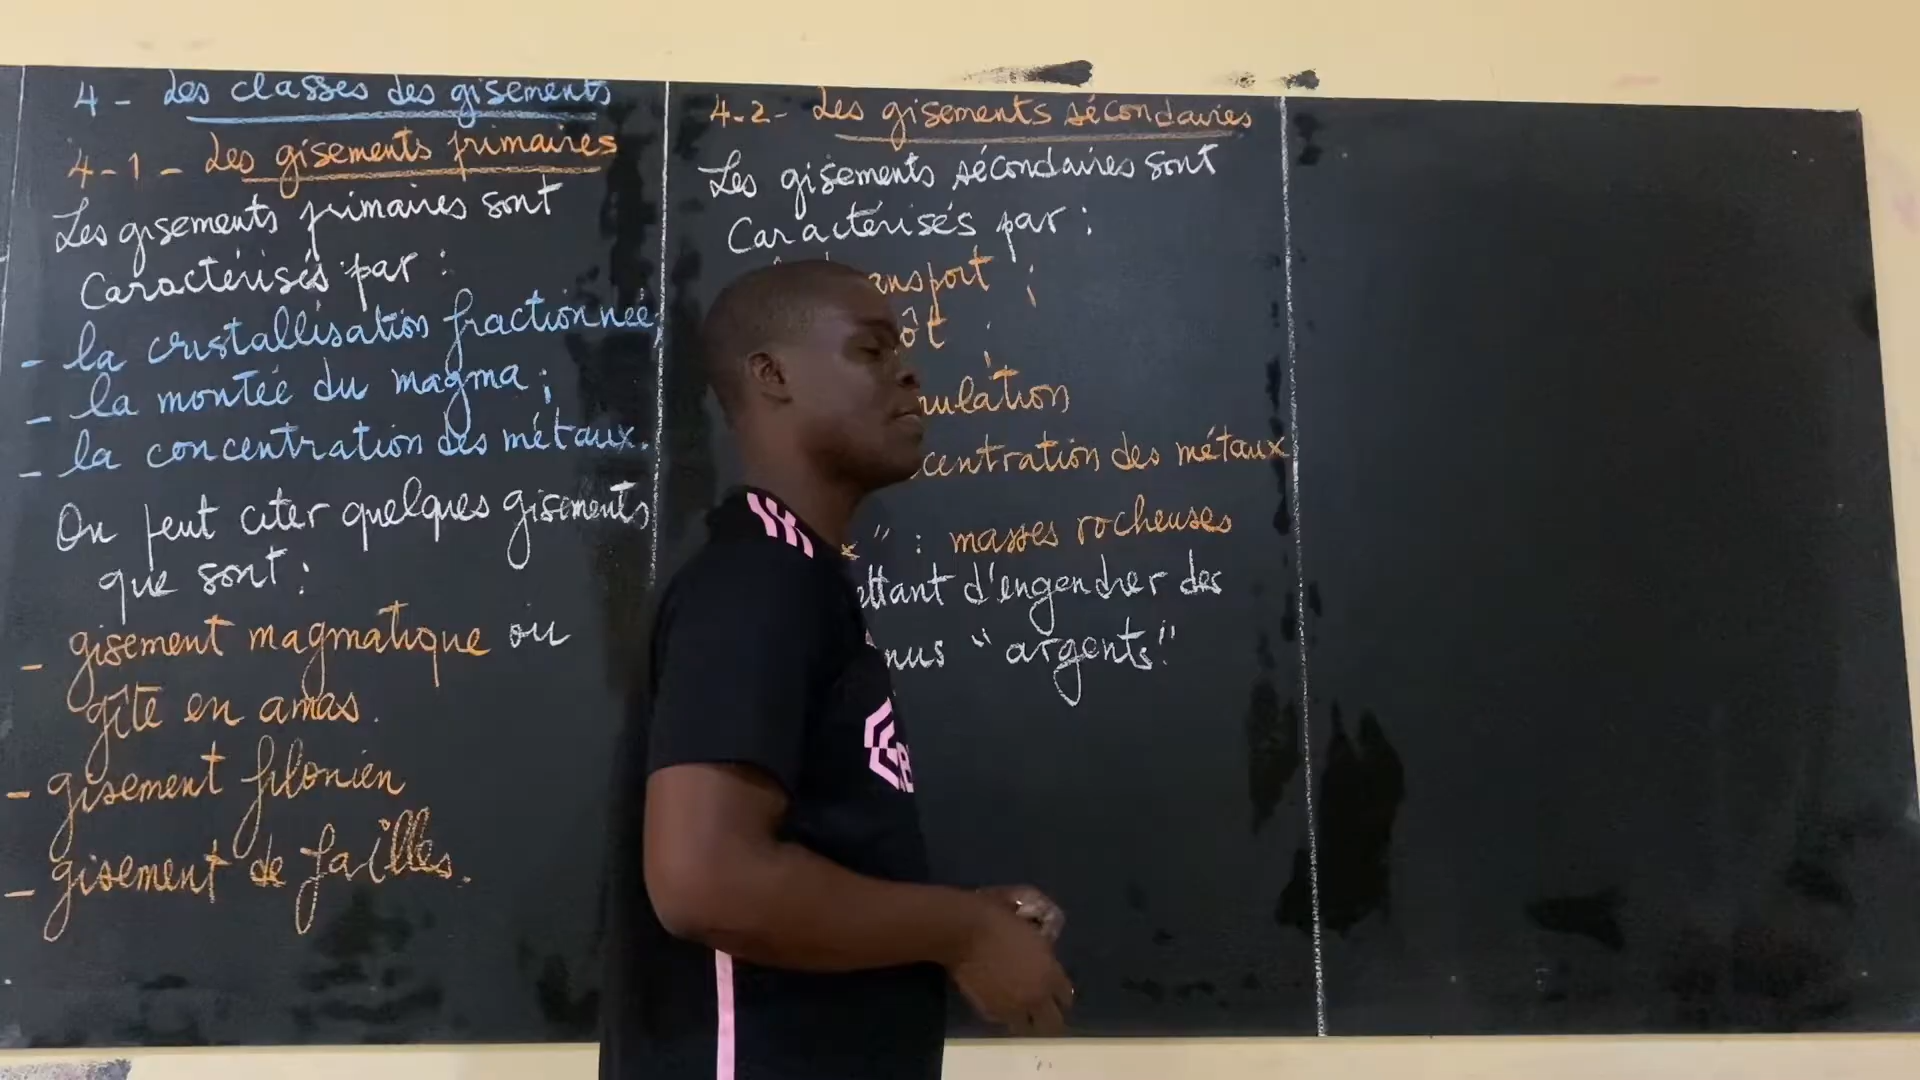 4 - Les classes des gisements
4-1 - Les gisements primaires
Les gisements primaires sont
Caractérisés par :
- la cristallisation fractionnée;
- la montée du magma ;
- la concentration des métaux.
On peut citer quelques gisements
que sont :
- gisement magmatique ou
gîte en amas.
- gisement filonien
- gisement de failles.
4-2- Les gisements sécondaires
Les gisements sécondaires sont
Caractérisés par :
ansport ;
ôt ;
mulation
centration des métaux
x" : masses rocheuses
ettant d'engendrer des
nus "argents"